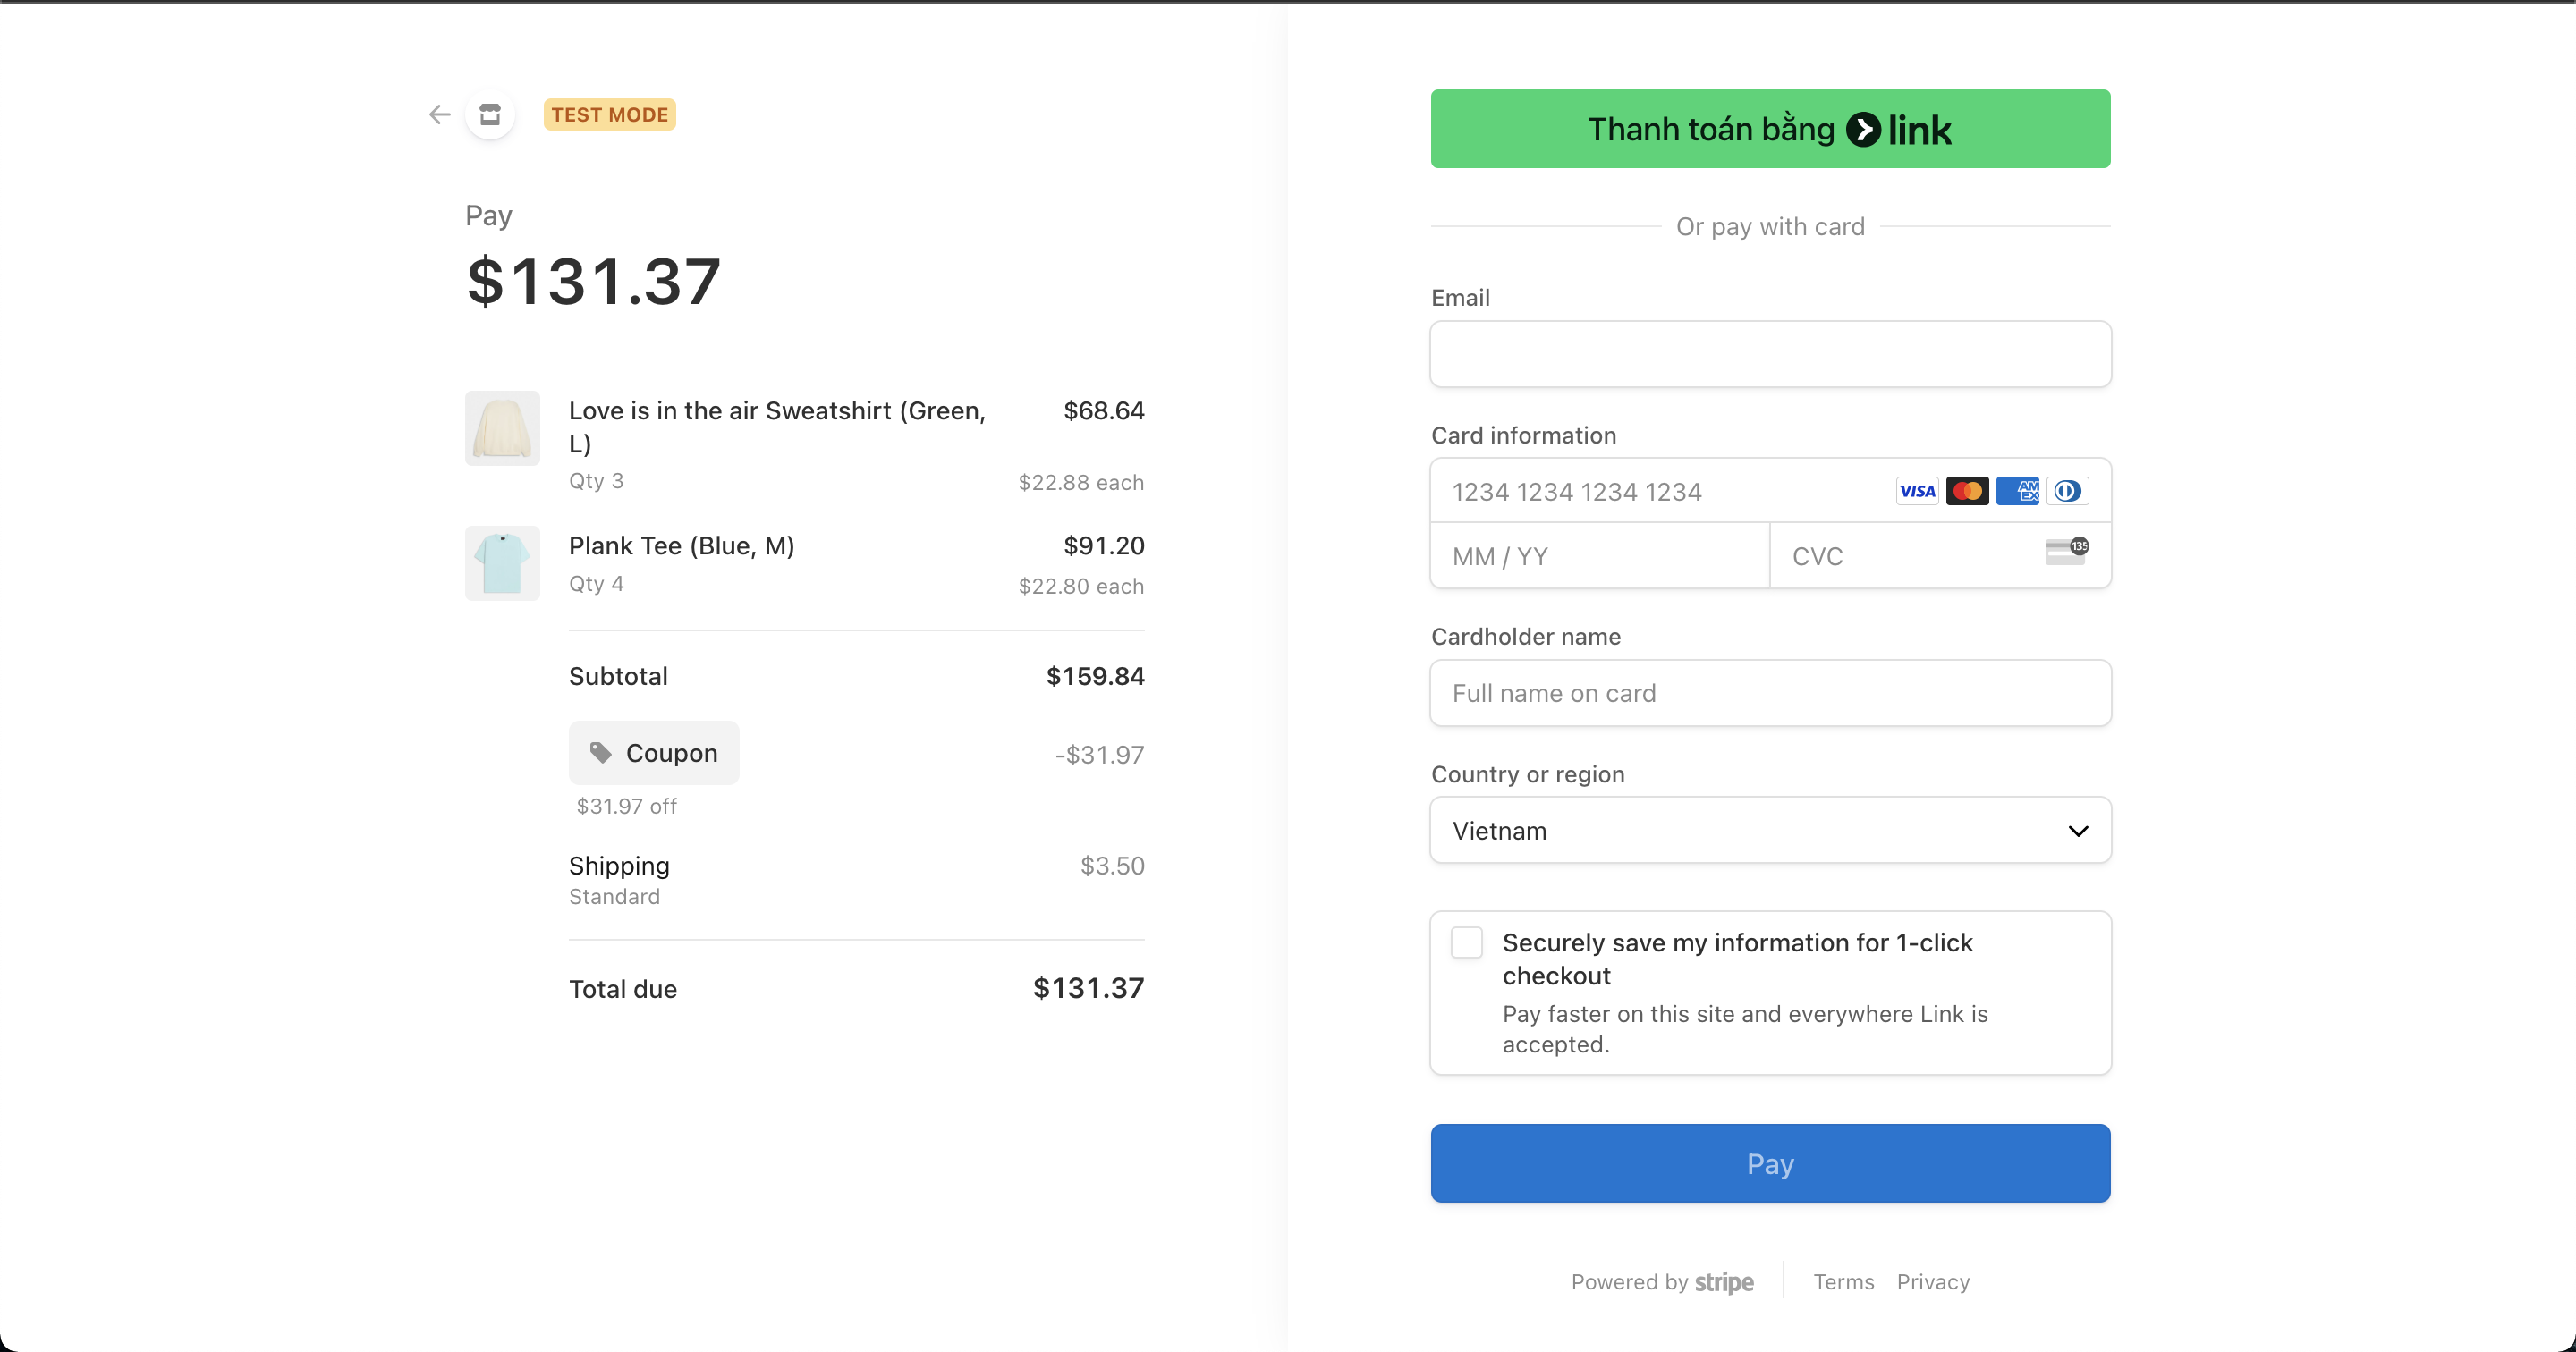 TEST MODE
Pay
$131.37
Love is in the air Sweatshirt (Green, $68.64
L)
Qty 3 $22.88 each
Plank Tee (Blue, M) $91.20
Qty 4 $22.80 each
Subtotal $159.84
Coupon -$31.97
$31.97 off
Shipping $3.50
Standard
Total due $131.37
Thanh toán bằng link
Or pay with card
Email
Card information
1234 1234 1234 1234 VISA AM
EX
MM / YY CVC 135
Cardholder name
Full name on card
Country or region
Vietnam
Securely save my information for 1-click
checkout
Pay faster on this site and everywhere Link is
accepted.
Pay
Powered by stripe Terms Privacy